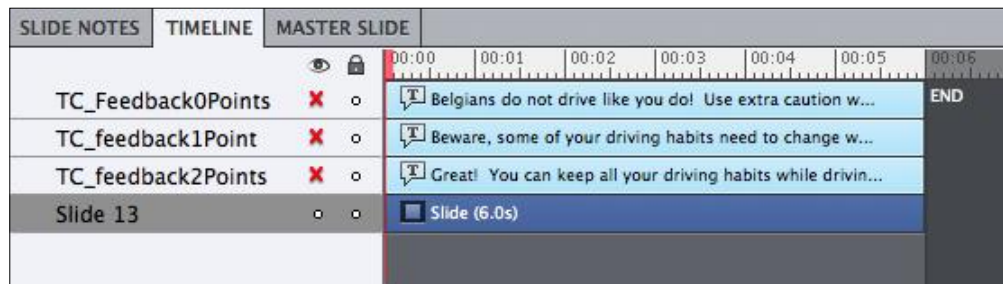 SLIDE NOTES TIMELINE MASTER SLIDE
00:00 00:01 00:02 00:03 00:04 00:05 00:06
TC_Feedback0Points T Belgians do not drive like you do! Use extra caution w... END
TC_feedback1Point T Beware, some of your driving habits need to change w...
TC_feedback2Points T Great! You can keep all your driving habits while drivin...
Slide 13 Slide (6.0s)